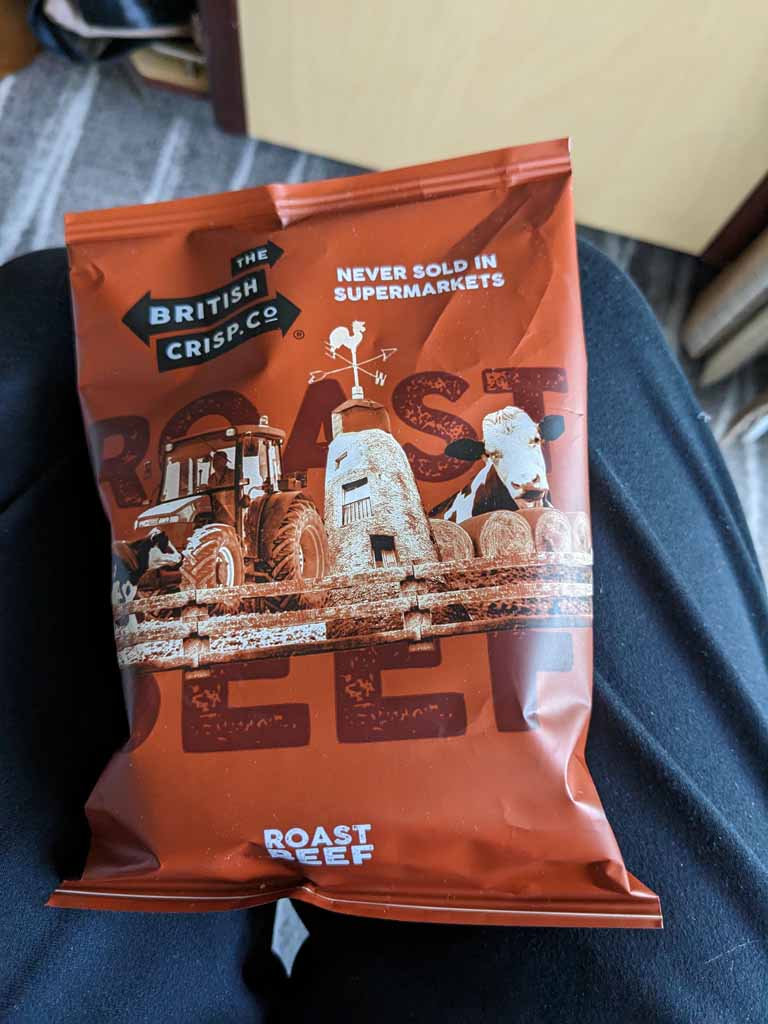 THE
BRITISH
CRISP.Co
®
NEVER SOLD IN
SUPERMARKETS
W
ROAST
BEEF
ROAST
BEEF